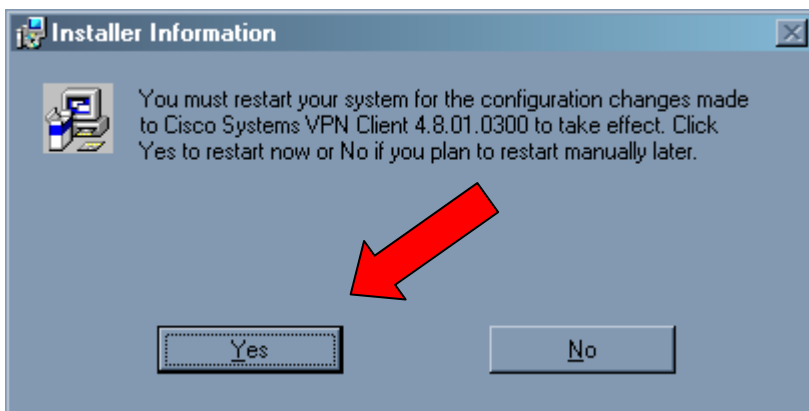 Installer Information
You must restart your system for the configuration changes made
to Cisco Systems VPN Client 4.8.01.0300 to take effect. Click
Yes to restart now or No if you plan to restart manually later.
Yes
No